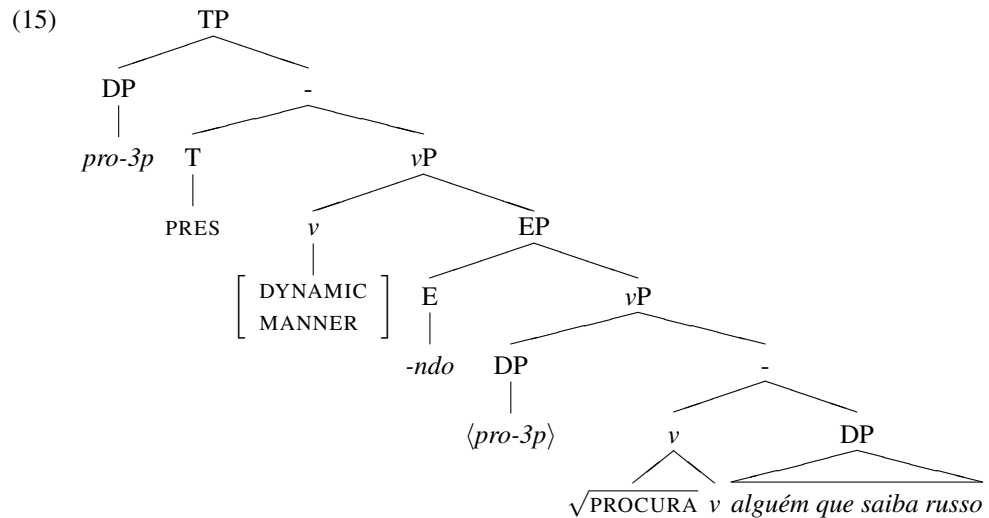 (15) TP
DP -
pro-3p T vP
PRES v EP
DYNAMIC MANNER E vP
-ndo DP -
⟨pro-3p⟩ v DP
√PROCURA v alguém que saiba russo